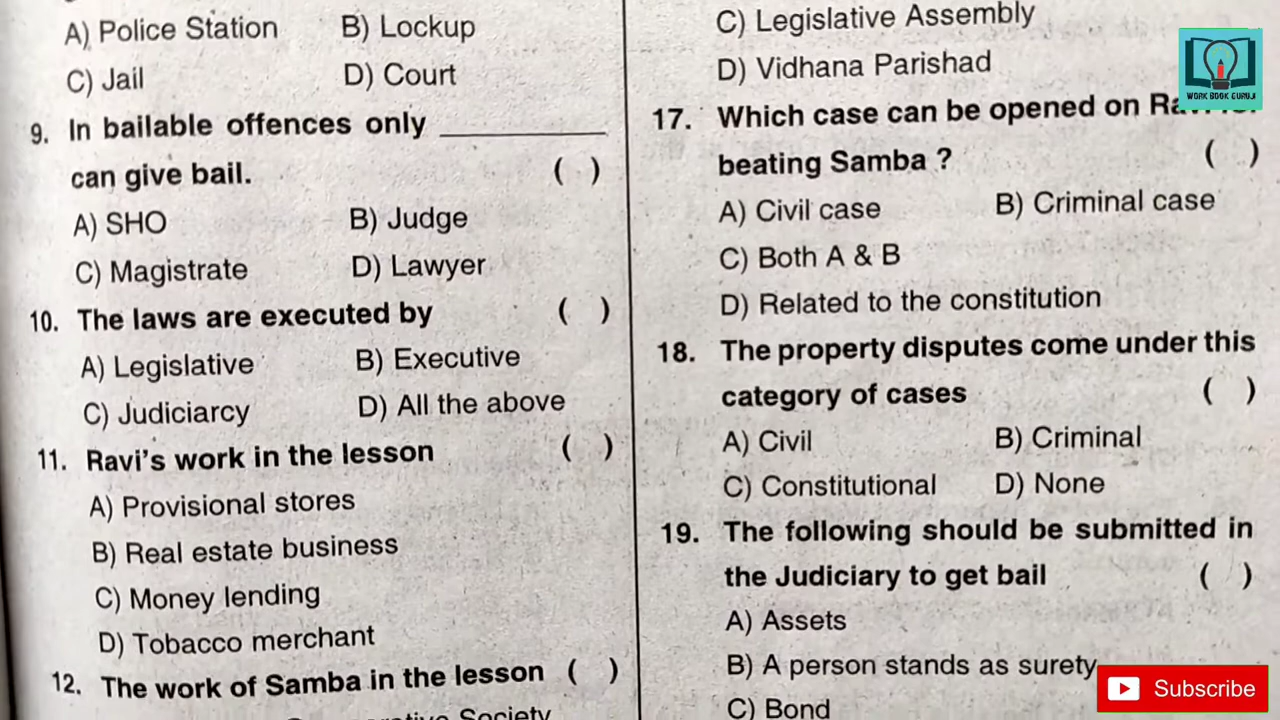 A) Police Station B) Lockup
C) Jail D) Court
9. In bailable offences only ____________
can give bail. ( )
A) SHO B) Judge
C) Magistrate D) Lawyer
10. The laws are executed by ( )
A) Legislative B) Executive
C) Judiciarcy D) All the above
11. Ravi's work in the lesson ( )
A) Provisional stores
B) Real estate business
C) Money lending
D) Tobacco merchant
12. The work of Samba in the lesson ( )
Society
C) Legislative Assembly
D) Vidhana Parishad
17. Which case can be opened on
beating Samba ? ( )
A) Civil case B) Criminal case
C) Both A & B
D) Related to the constitution
18. The property disputes come under this
category of cases ( )
A) Civil B) Criminal
C) Constitutional D) None
19. The following should be submitted in
the Judiciary to get bail ( )
A) Assets
B) A person stands as surety
C) Bond
WORK BOOK GURUJI
Subscribe